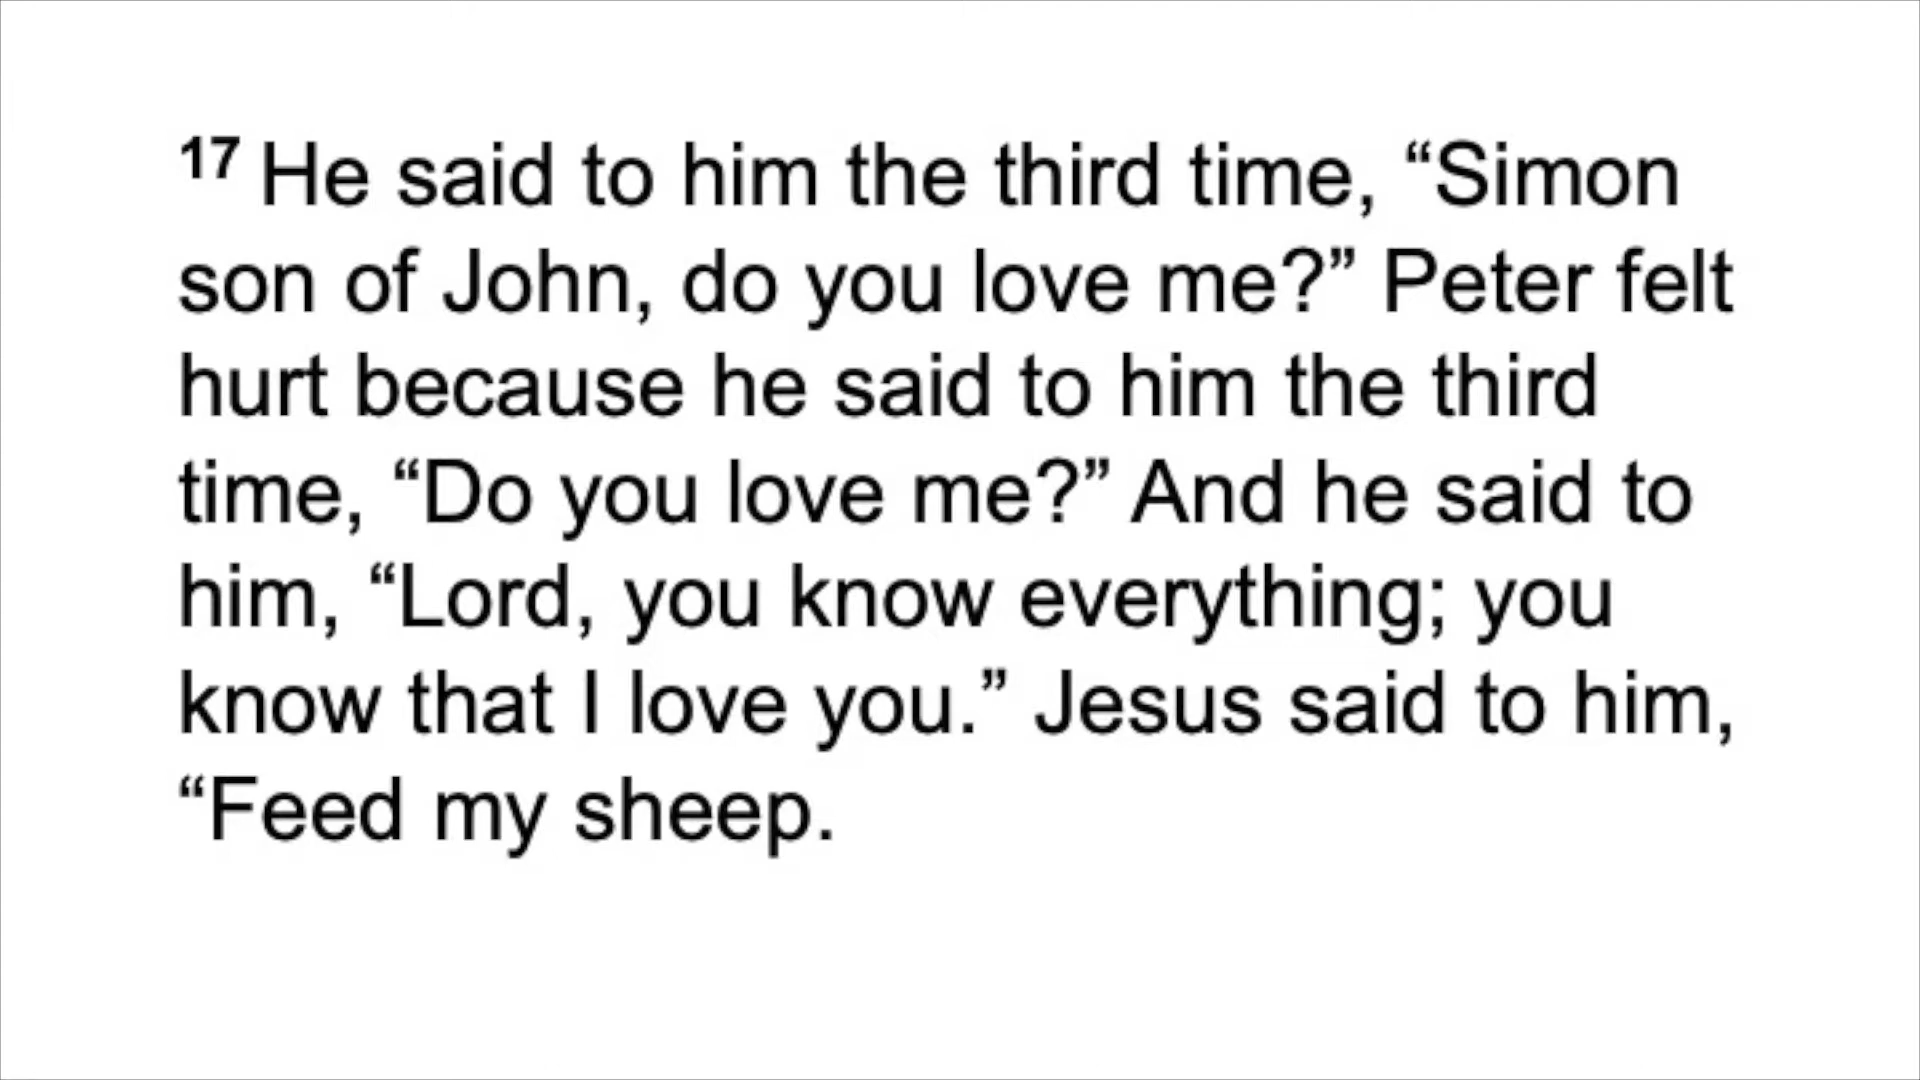 17 He said to him the third time, “Simon
son of John, do you love me?” Peter felt
hurt because he said to him the third
time, “Do you love me?” And he said to
him, “Lord, you know everything; you
know that I love you.” Jesus said to him,
“Feed my sheep.